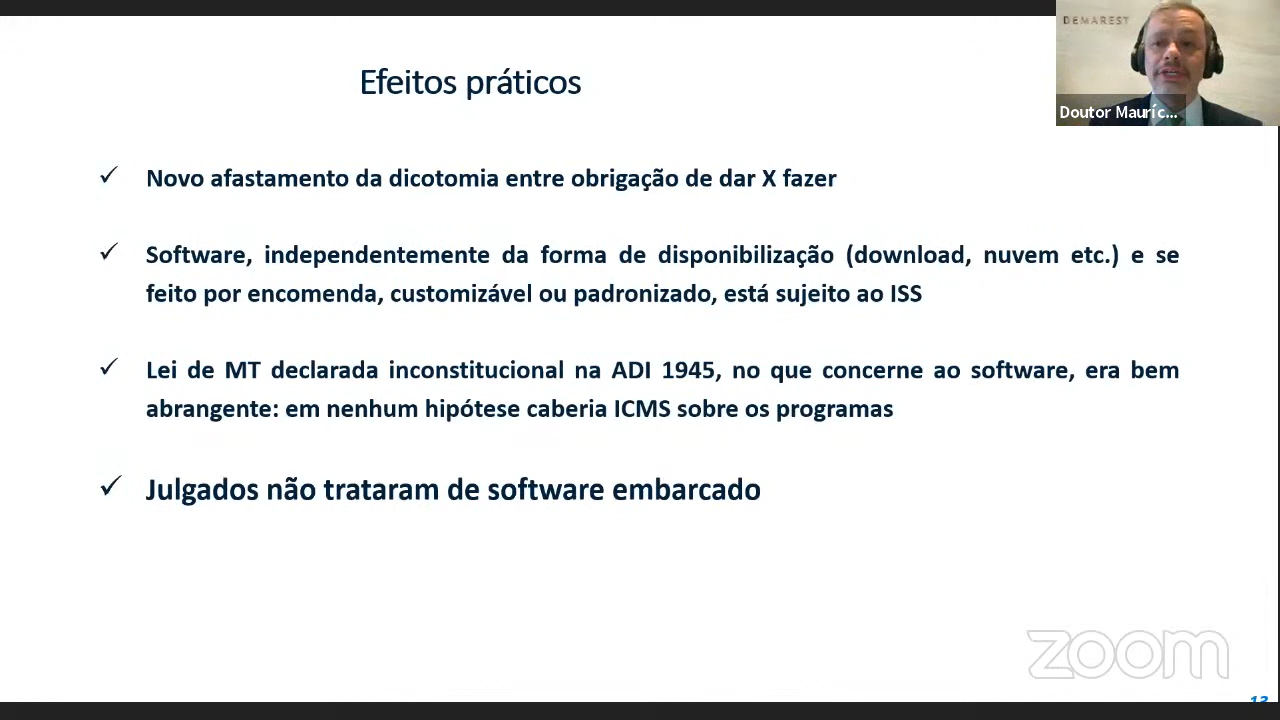 DEMAREST
Doutor Mauríc...
Efeitos práticos
✓ Novo afastamento da dicotomia entre obrigação de dar X fazer
✓ Software, independentemente da forma de disponibilização (download, nuvem etc.) e se
feito por encomenda, customizável ou padronizado, está sujeito ao ISS
✓ Lei de MT declarada inconstitucional na ADI 1945, no que concerne ao software, era bem
abrangente: em nenhum hipótese caberia ICMS sobre os programas
✓ Julgados não trataram de software embarcado
zoom
13